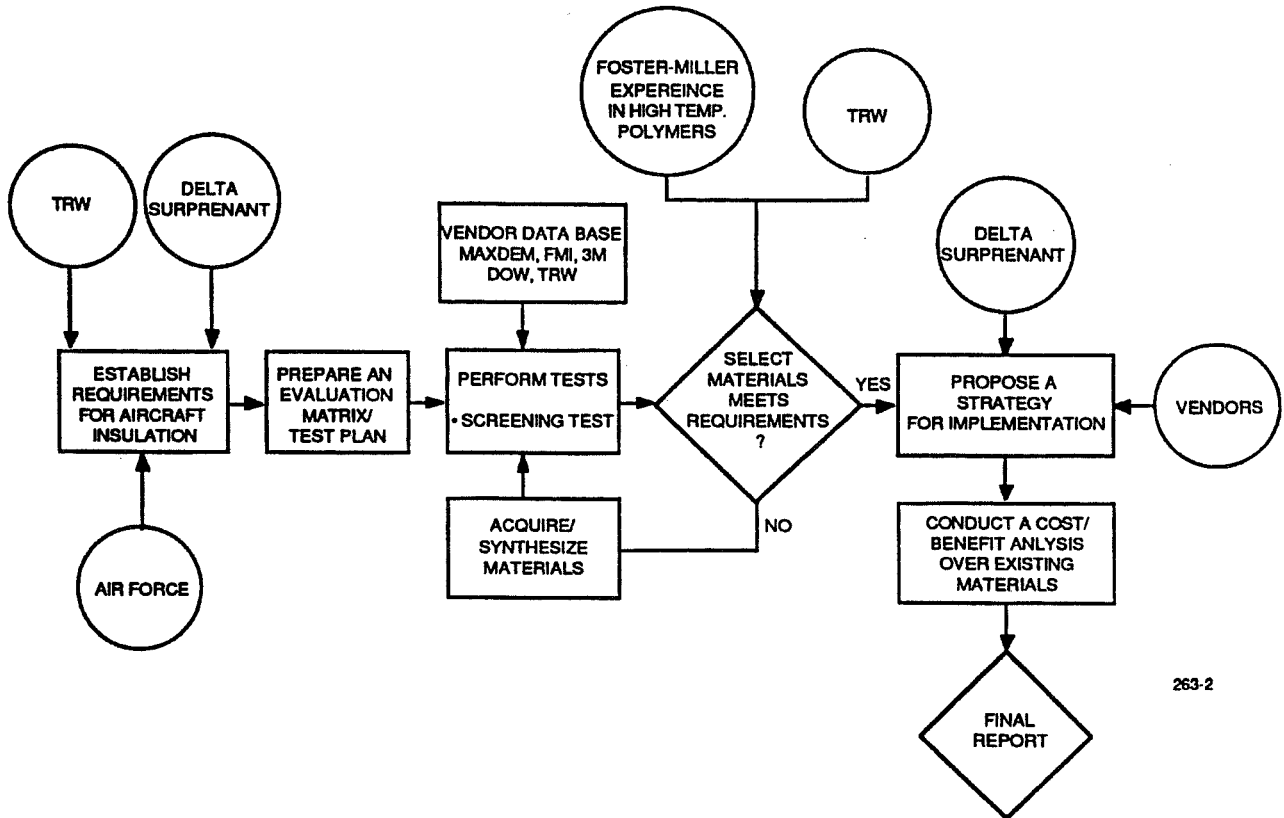 FOSTER-MILLER
EXPEREINCE
IN HIGH TEMP.
POLYMERS
TRW
TRW
DELTA
SURPRENANT
VENDOR DATA BASE
MAXDEM, FMI, 3M
DOW, TRW
DELTA
SURPRENANT
ESTABLISH
REQUIREMENTS
FOR AIRCRAFT
INSULATION
PREPARE AN
EVALUATION
MATRIX/
TEST PLAN
PERFORM TESTS
• SCREENING TEST
SELECT
MATERIALS
MEETS
REQUIREMENTS
?
YES
PROPOSE A
STRATEGY
FOR IMPLEMENTATION
VENDORS
NO
ACQUIRE/
SYNTHESIZE
MATERIALS
AIR FORCE
CONDUCT A COST/
BENEFIT ANLYSIS
OVER EXISTING
MATERIALS
FINAL
REPORT
263-2